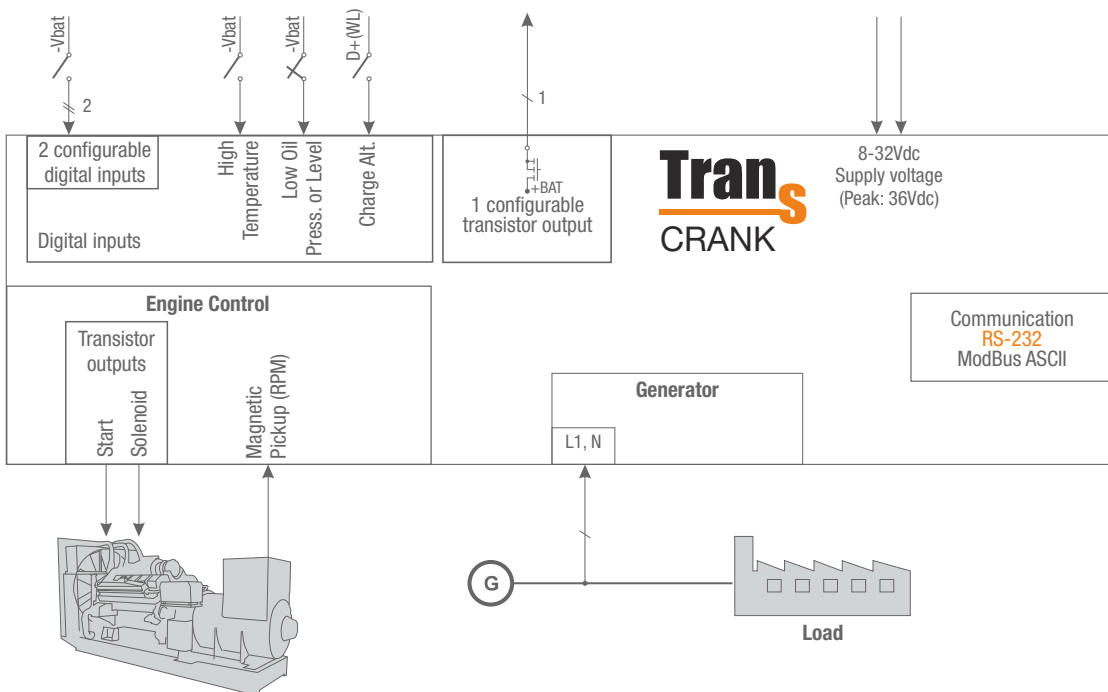 -Vbat
-Vbat
-Vbat
D+(WL)
2
1
2 configurable
digital inputs
High
Temperature
Low Oil
Press. or Level
Charge Alt.
Digital inputs
+BAT
1 configurable
transistor output
TranS
CRANK
8-32Vdc
Supply voltage
(Peak: 36Vdc)
Engine Control
Transistor
outputs
Start
Solenoid
Magnetic
Pickup (RPM)
Generator
L1, N
Communication
RS-232
ModBus ASCII
G
Load